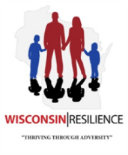 WISCONSIN|RESILIENCE
"THRIVING THROUGH ADVERSITY"